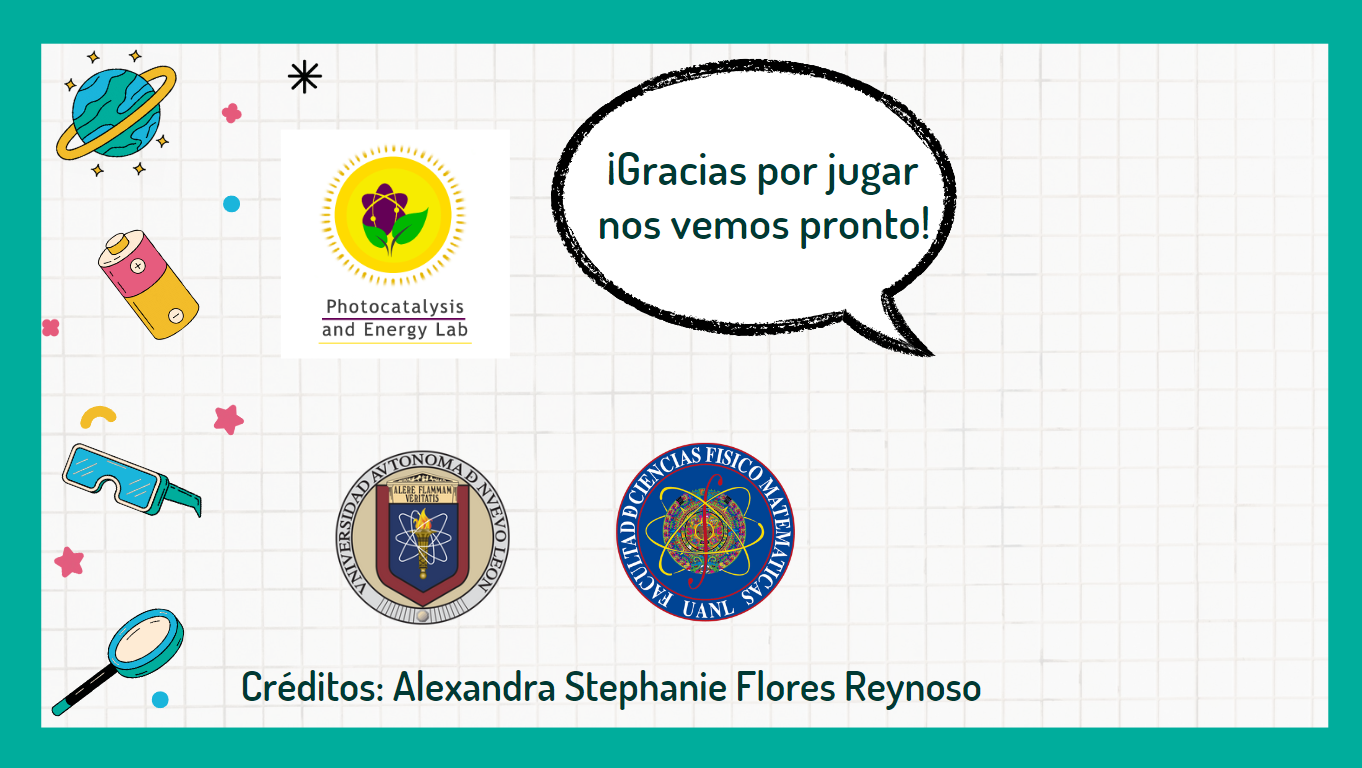 ¡Gracias por jugar
nos vemos pronto!
Photocatalysis
and Energy Lab
VNIVERSIDAD AVTONOMA D NVEVO LEON
ALERE FLAMMAM
VERITATIS
FACULTAD D CIENCIAS FISICO MATEMATICAS
UANL
Créditos: Alexandra Stephanie Flores Reynoso